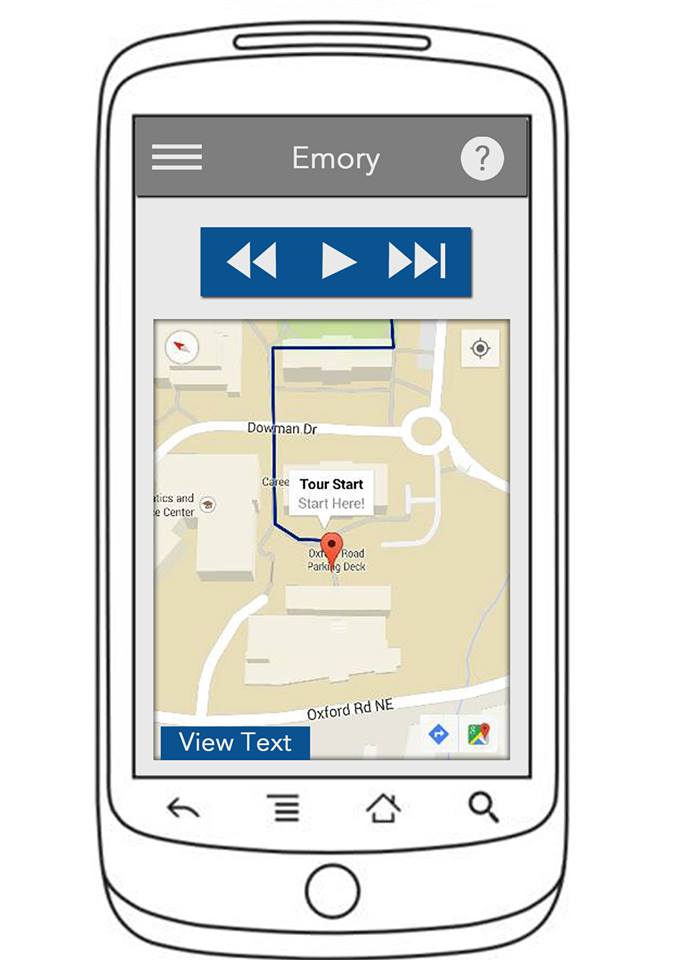 Emory
?
Dowman Dr
Caree
Tour Start
Start Here!
atics and
e Center
Oxf Road
Parking Deck
Oxford Rd NE
View Text